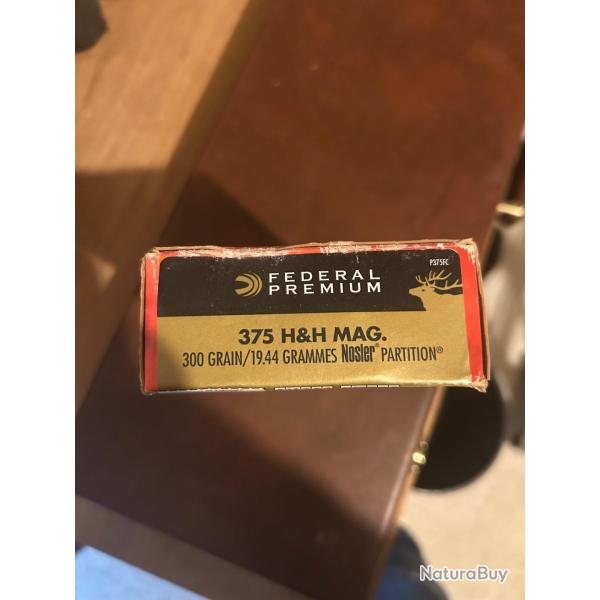 P375FC
FEDERAL
PREMIUM
375 H&H MAG.
300 GRAIN/19.44 GRAMMES Nosler® PARTITION®
NaturaBuy